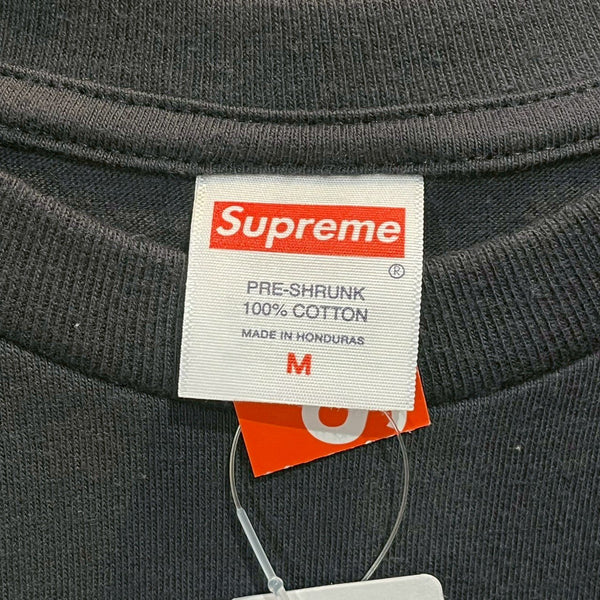 Supreme
®
PRE-SHRUNK
100% COTTON
MADE IN HONDURAS
M